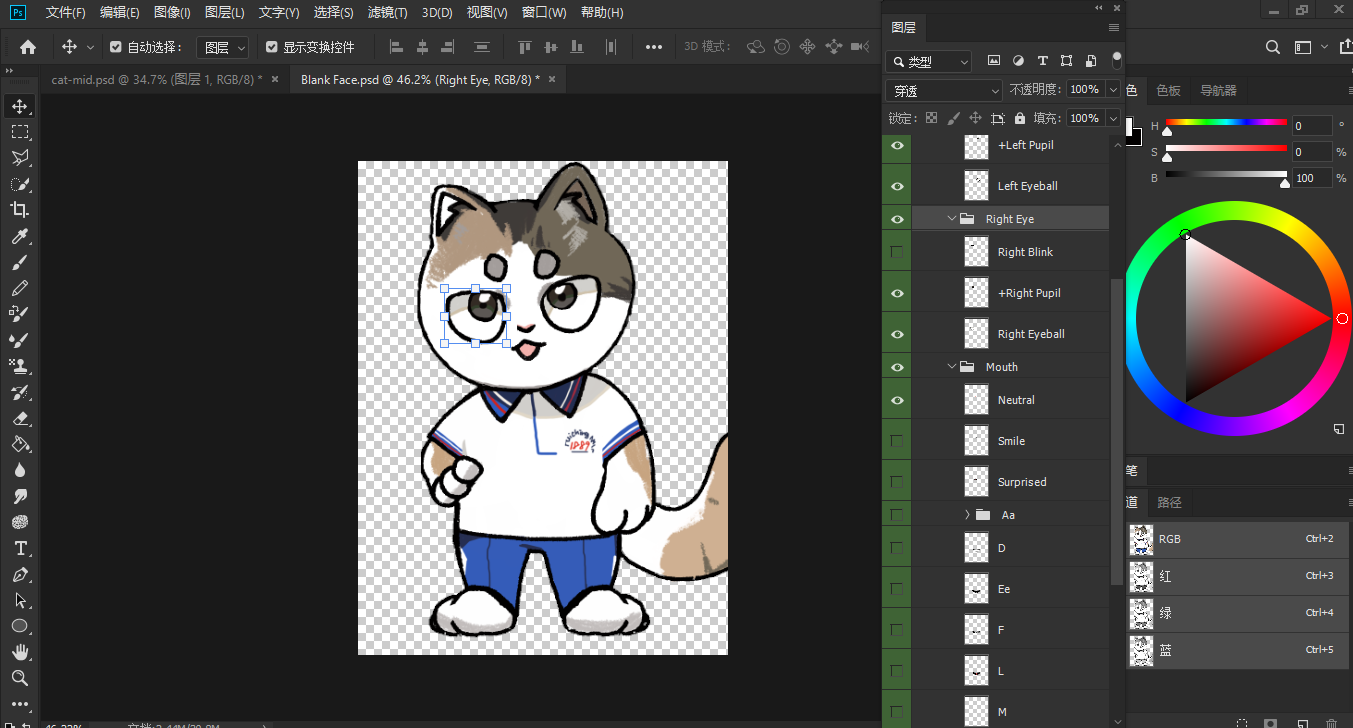 Ps 文件(F) 编辑(E) 图像(I) 图层(L) 文字(Y) 选择(S) 滤镜(T) 3D(D) 视图(V) 窗口(W) 帮助(H)
自动选择： 图层 显示变换控件 3D 模式：
cat-mid.psd @ 34.7% (图层 1, RGB/8) *
Blank Face.psd @ 46.2% (Right Eye, RGB/8) *
1989
图层
类型
穿透 不透明度： 100%
锁定： 填充： 100%
+Left Pupil
Left Eyeball
Right Eye
Right Blink
+Right Pupil
Right Eyeball
Mouth
Neutral
Smile
Surprised
Aa
D
Ee
F
L
M
色 色板 导航器
H 0 °
S 0 %
B 100 %
笔
道 路径
RGB Ctrl+2
红 Ctrl+3
绿 Ctrl+4
蓝 Ctrl+5